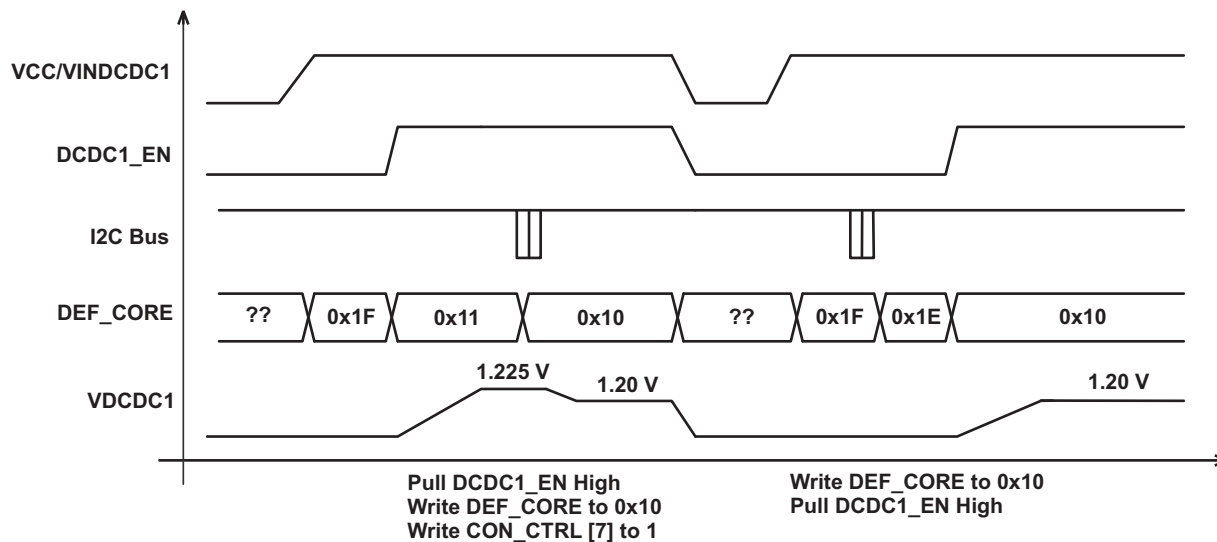 VCC/VINDCDC1
DCDC1_EN
I2C Bus
DEF_CORE
?? 0x1F 0x11 0x10 ?? 0x1F 0x1E 0x10
1.225 V
1.20 V
1.20 V
VDCDC1
Pull DCDC1_EN High
Write DEF_CORE to 0x10
Write CON_CTRL [7] to 1
Write DEF_CORE to 0x10
Pull DCDC1_EN High